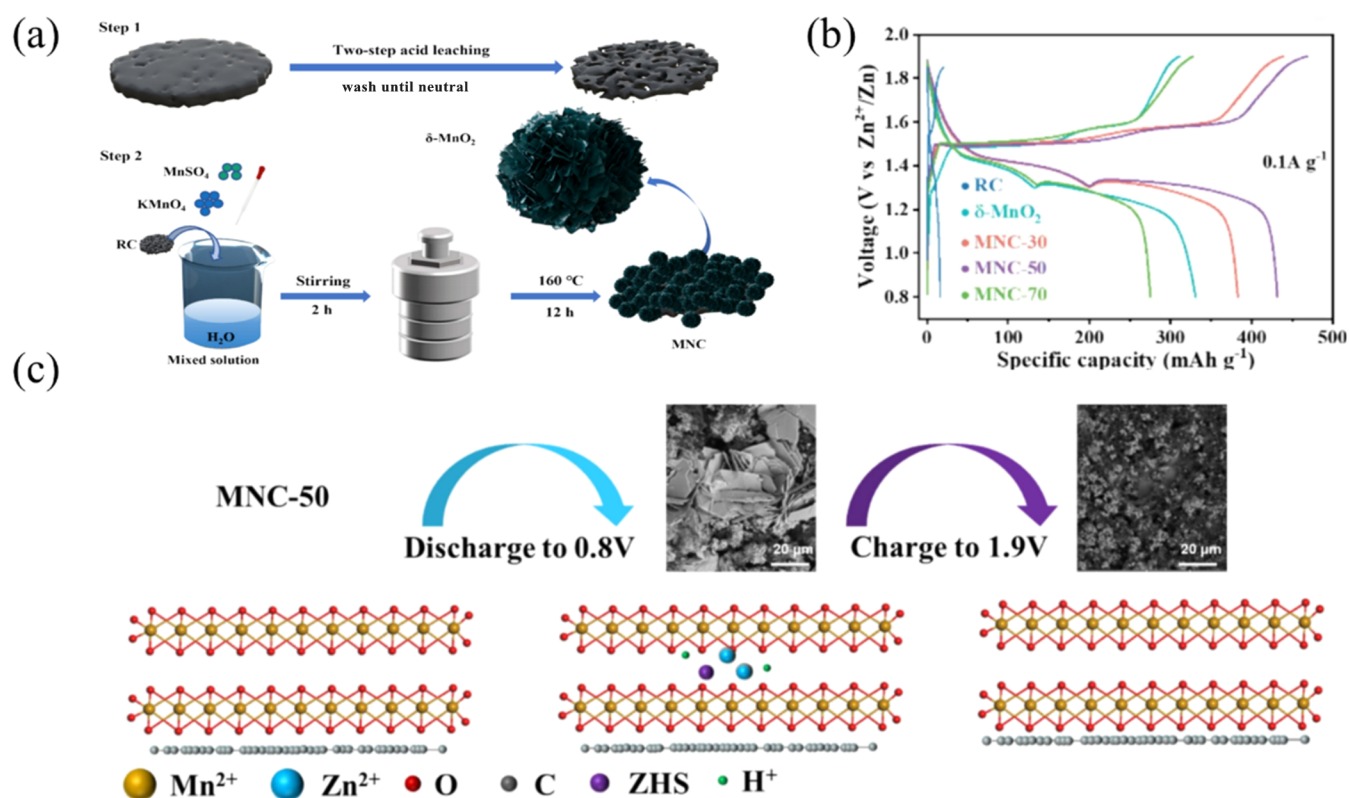 (a)
Step 1
Two-step acid leaching
wash until neutral
δ-MnO₂
Step 2
MnSO₄
KMnO₄
RC
H₂O
Mixed solution
Stirring
2 h
160 °C
12 h
MNC
(b)
Voltage (V vs Zn²⁺/Zn)
2.0
1.8
1.6
1.4
1.2
1.0
0.8
0.1A g⁻¹
RC
δ-MnO₂
MNC-30
MNC-50
MNC-70
0 100 200 300 400 500
Specific capacity (mAh g⁻¹)
(c)
MNC-50
Discharge to 0.8V
20 μm
Charge to 1.9V
20 μm
Mn²⁺ Zn²⁺ O C ZHS H⁺